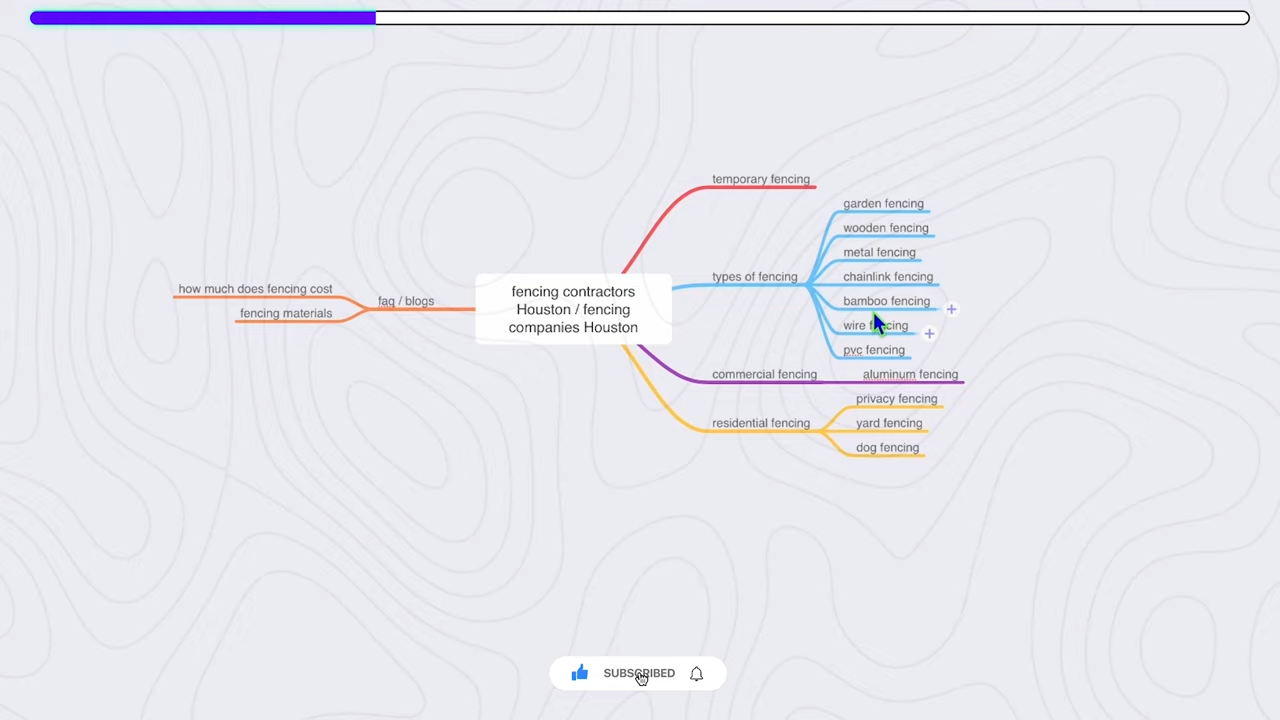 temporary fencing
garden fencing
wooden fencing
metal fencing
types of fencing
chainlink fencing
bamboo fencing
wire fencing
pvc fencing
commercial fencing
aluminum fencing
privacy fencing
residential fencing
yard fencing
dog fencing
fencing contractors
Houston / fencing
companies Houston
faq / blogs
how much does fencing cost
fencing materials
SUBSCRIBED